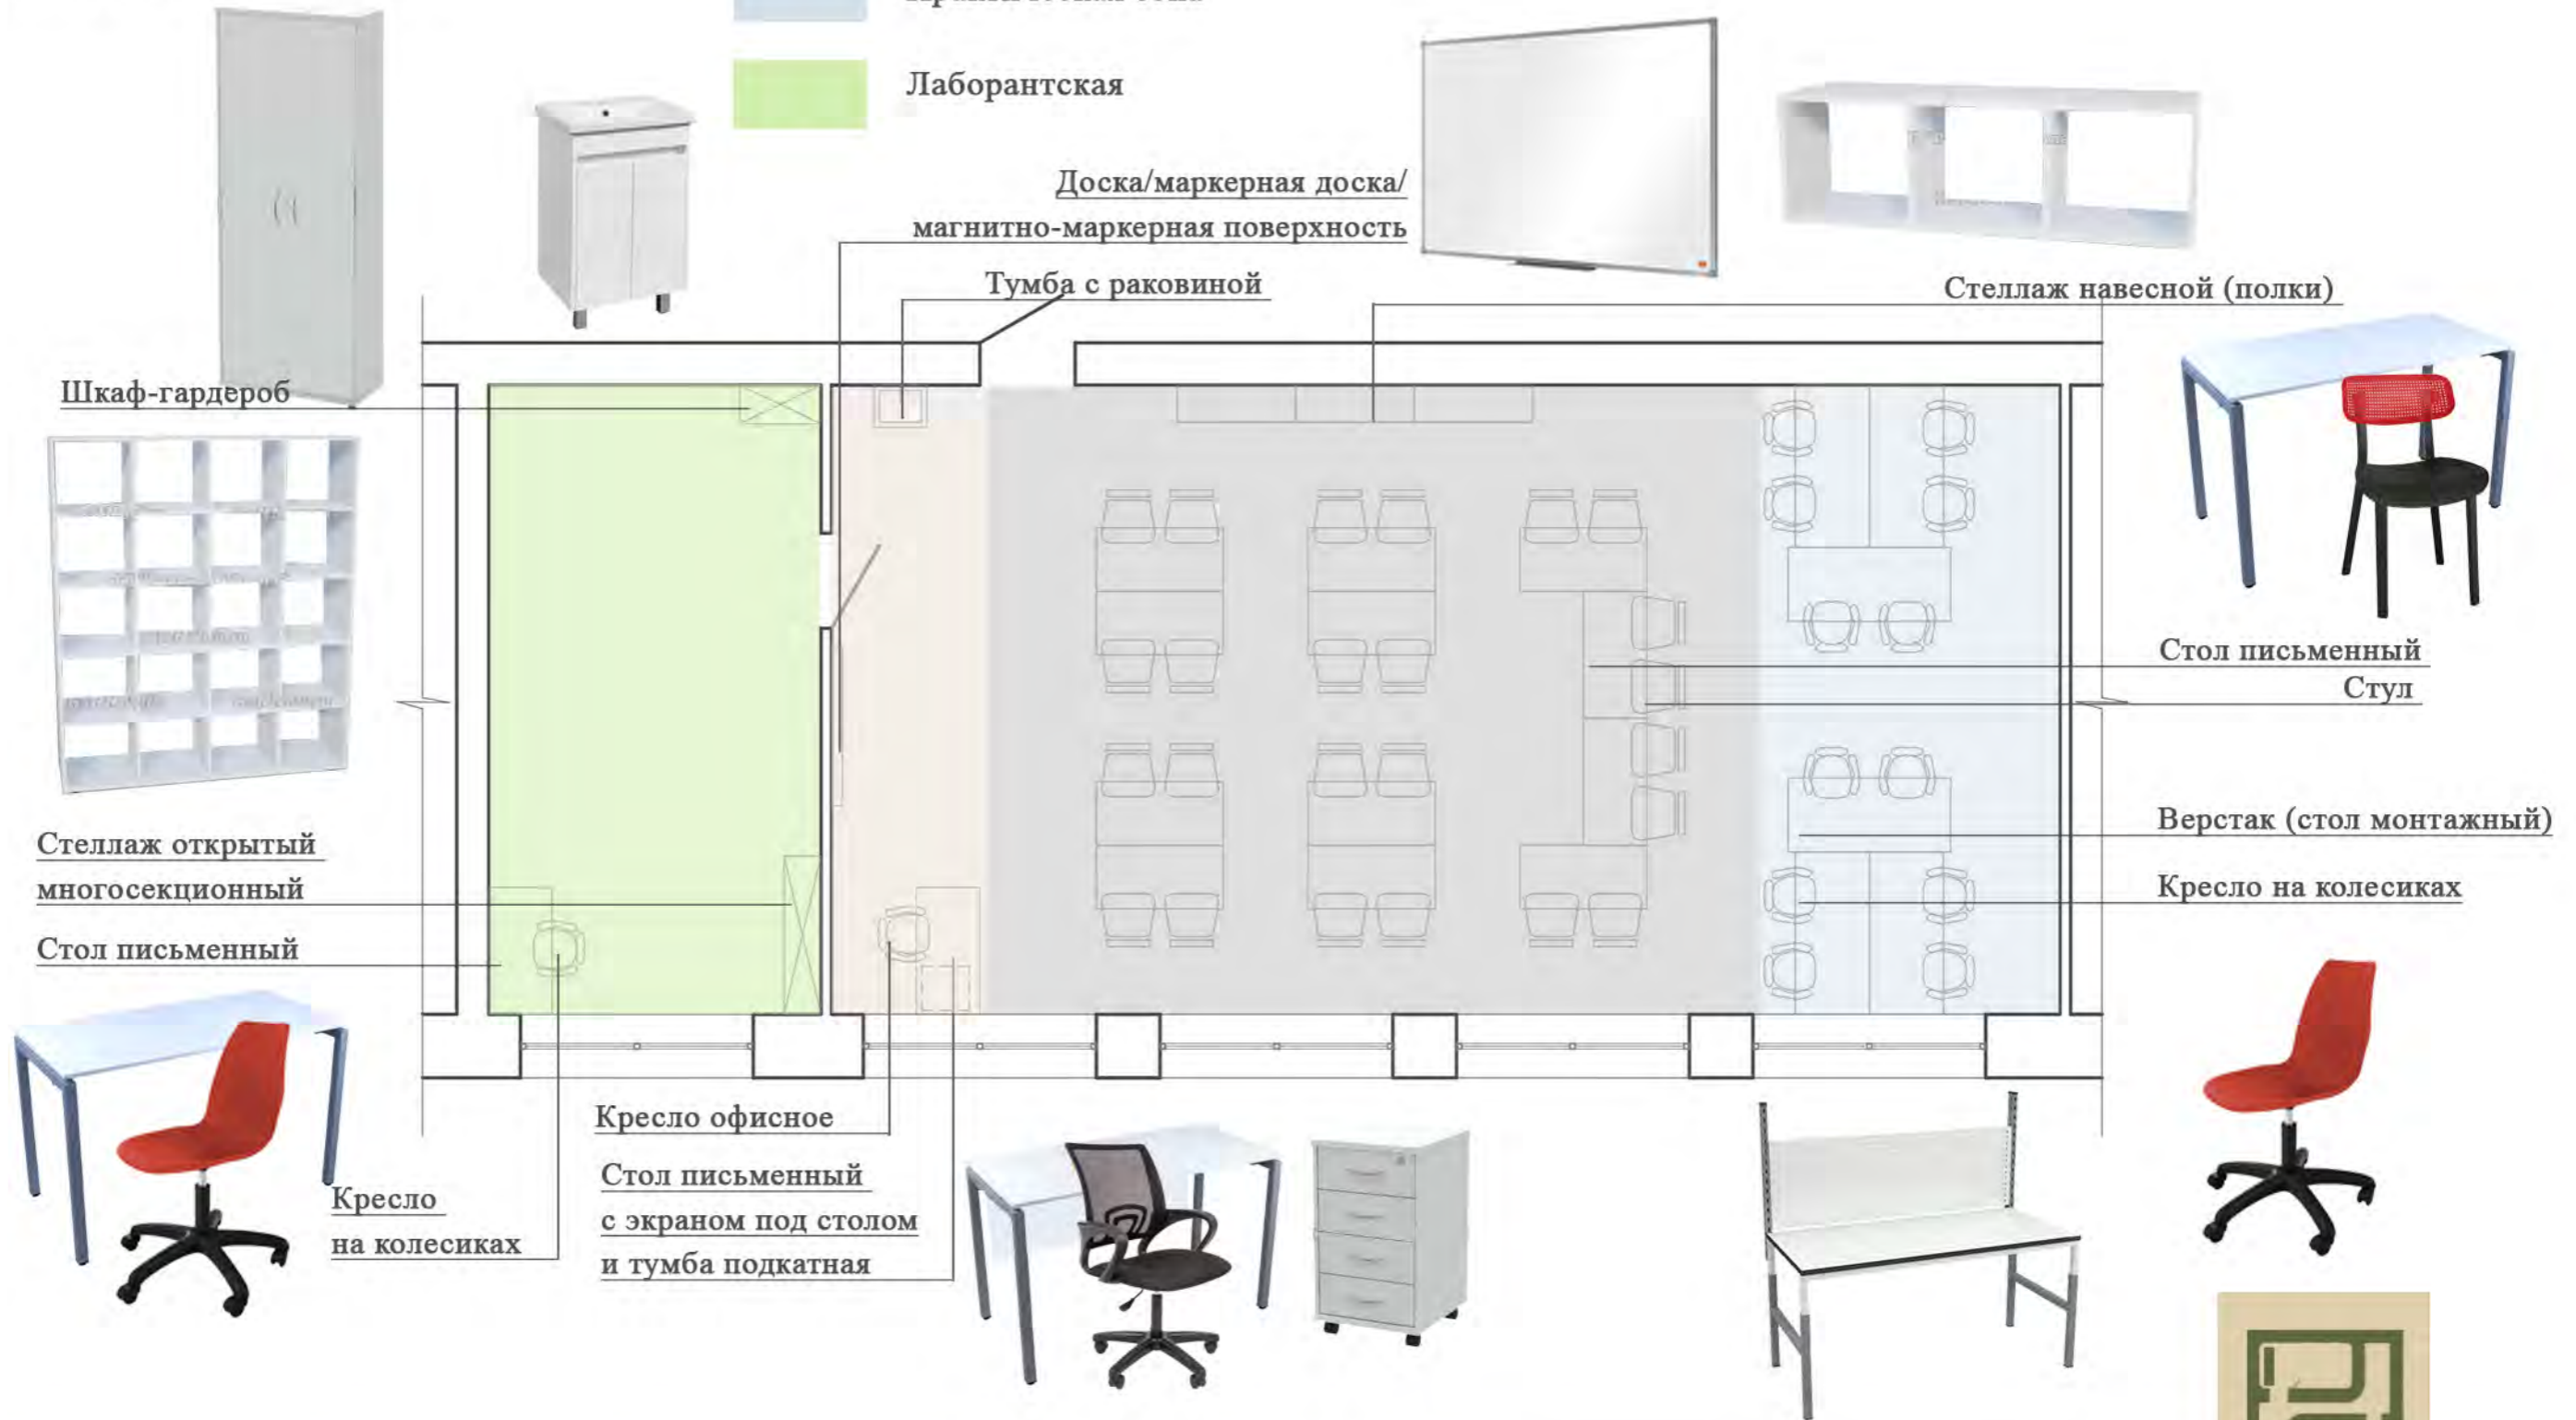 Лаборантская
Доска/маркерная доска/
магнитно-маркерная поверхность
Тумба с раковиной
Стеллаж навесной (полки)
Шкаф-гардероб
Стол письменный
Стул
Верстак (стол монтажный)
Кресло на колесиках
Стеллаж открытый
многосекционный
Стол письменный
Кресло
на колесиках
Кресло офисное
Стол письменный
с экраном под столом
и тумба подкатная